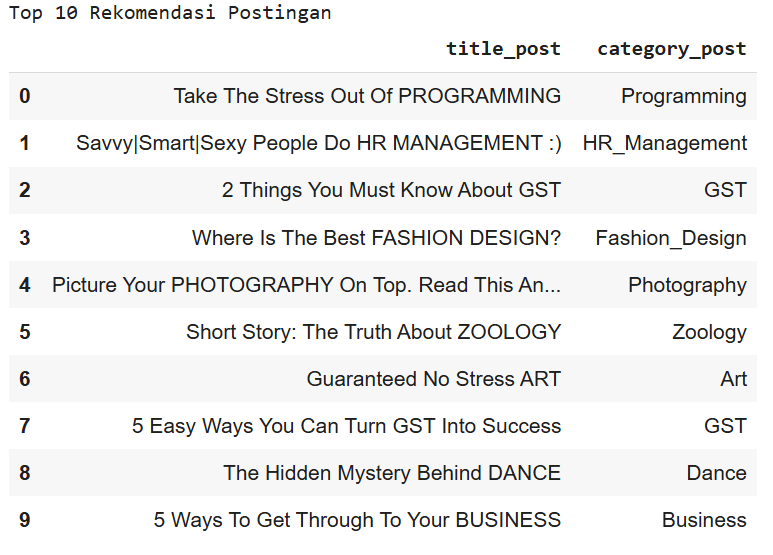 Top 10 Rekomendasi Postingan
title_post category_post
0 Take The Stress Out Of PROGRAMMING Programming
1 Savvy|Smart|Sexy People Do HR MANAGEMENT :) HR_Management
2 2 Things You Must Know About GST GST
3 Where Is The Best FASHION DESIGN? Fashion_Design
4 Picture Your PHOTOGRAPHY On Top. Read This An... Photography
5 Short Story: The Truth About ZOOLOGY Zoology
6 Guaranteed No Stress ART Art
7 5 Easy Ways You Can Turn GST Into Success GST
8 The Hidden Mystery Behind DANCE Dance
9 5 Ways To Get Through To Your BUSINESS Business